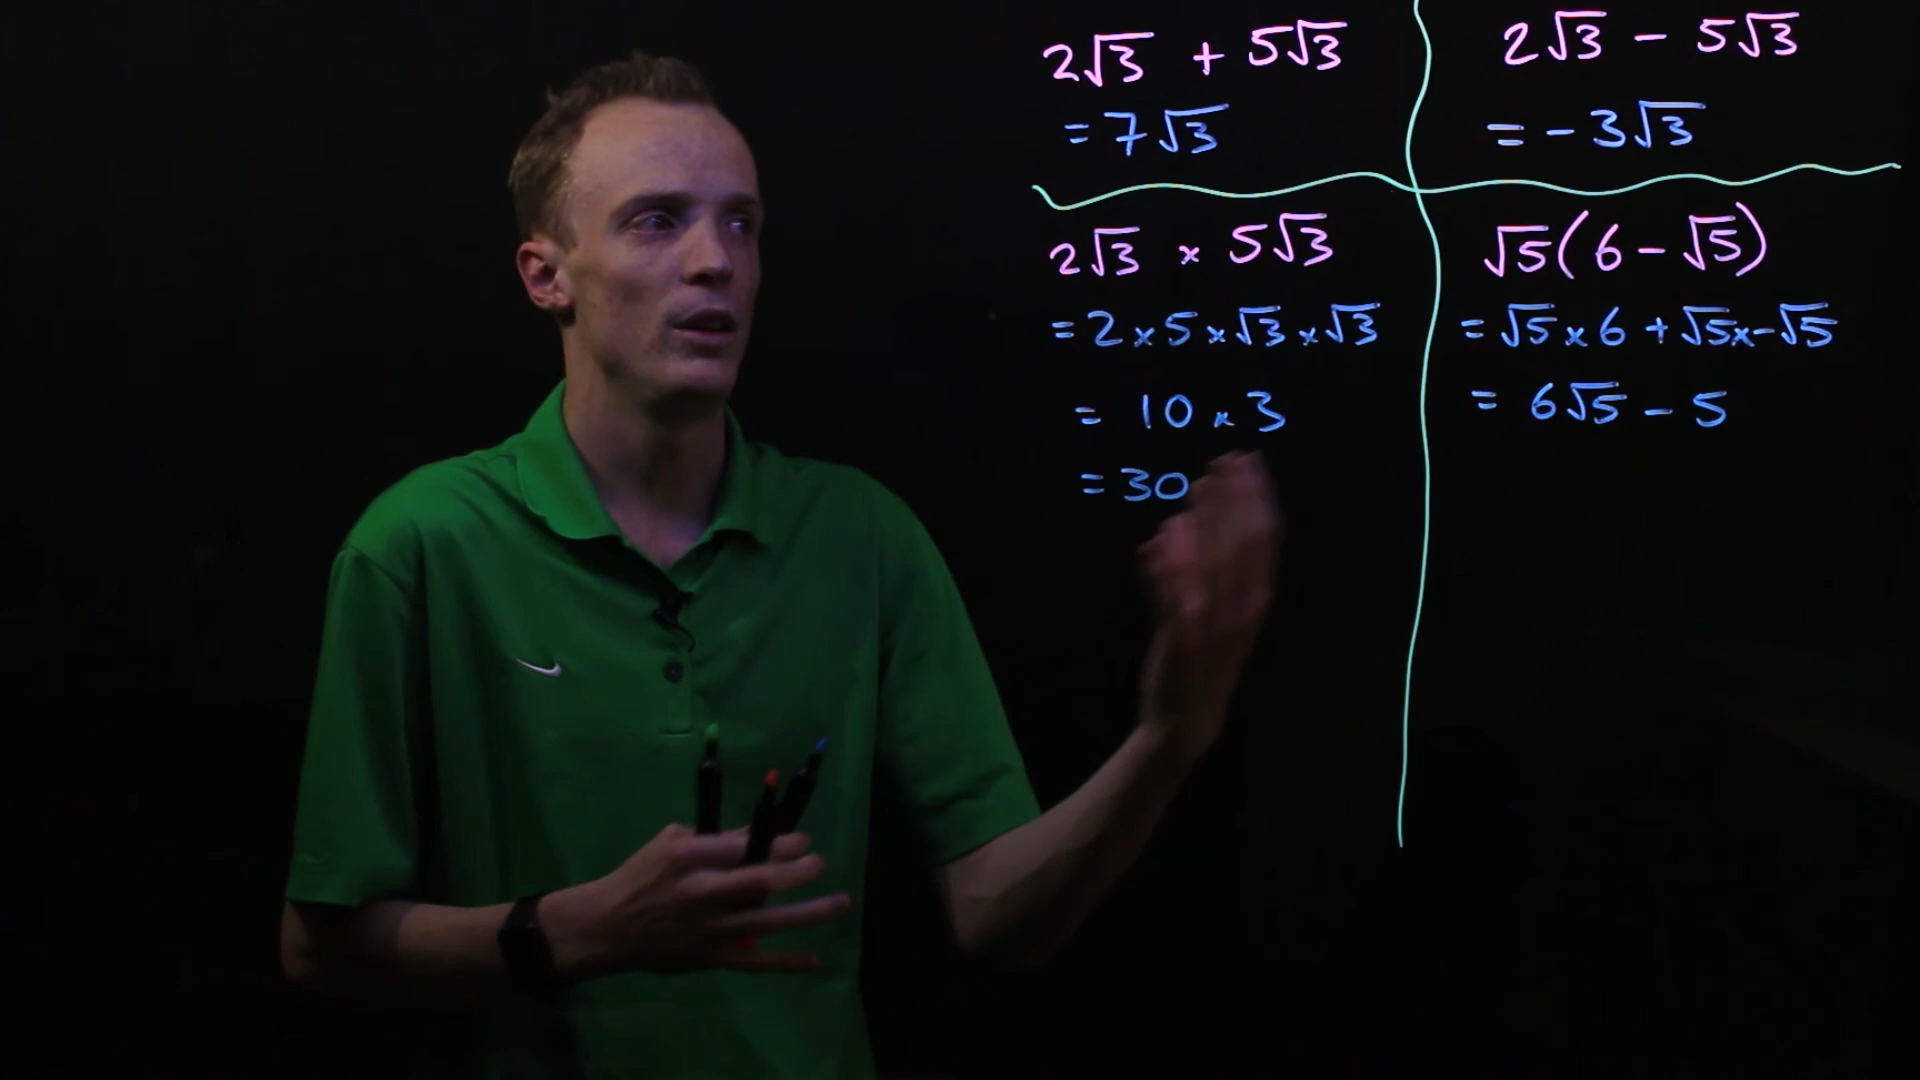 2√3 + 5√3
= 7√3
2√3 - 5√3
= -3√3
2√3 × 5√3
= 2 × 5 × √3 × √3
= 10 × 3
= 30
√5(6 - √5)
= √5 × 6 + √5 × -√5
= 6√5 - 5